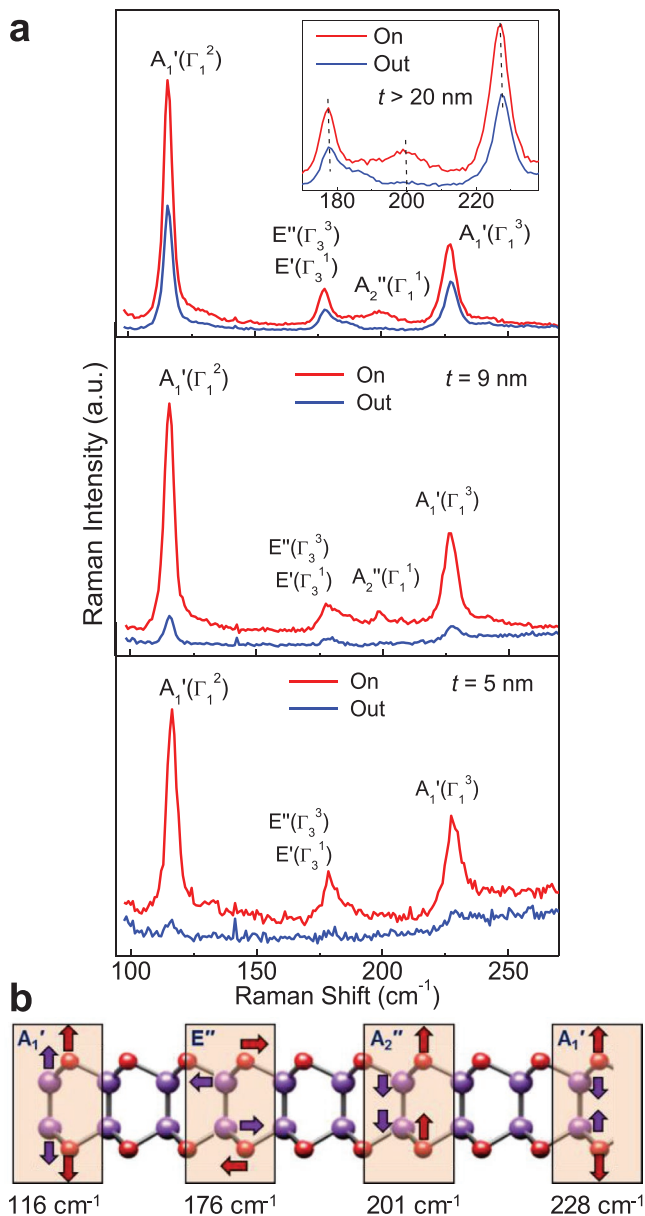 a
A₁'(Γ₁²)
On
Out
t > 20 nm
170 200 220
E''(Γ₃³)
E'(Γ₃¹)
A₂''(Γ₁¹)
A₁'(Γ₁³)
A₁'(Γ₁²)
On
Out
t = 9 nm
A₁'(Γ₁³)
E''(Γ₃³)
E'(Γ₃¹)
A₂''(Γ₁¹)
Raman Intensity (a.u.)
A₁'(Γ₁²)
On
Out
t = 5 nm
A₁'(Γ₁³)
E''(Γ₃³)
E'(Γ₃¹)
100 150 200 250
Raman Shift (cm⁻¹)
b
A₁' E'' A₂'' A₁'
116 cm⁻¹ 176 cm⁻¹ 201 cm⁻¹ 228 cm⁻¹